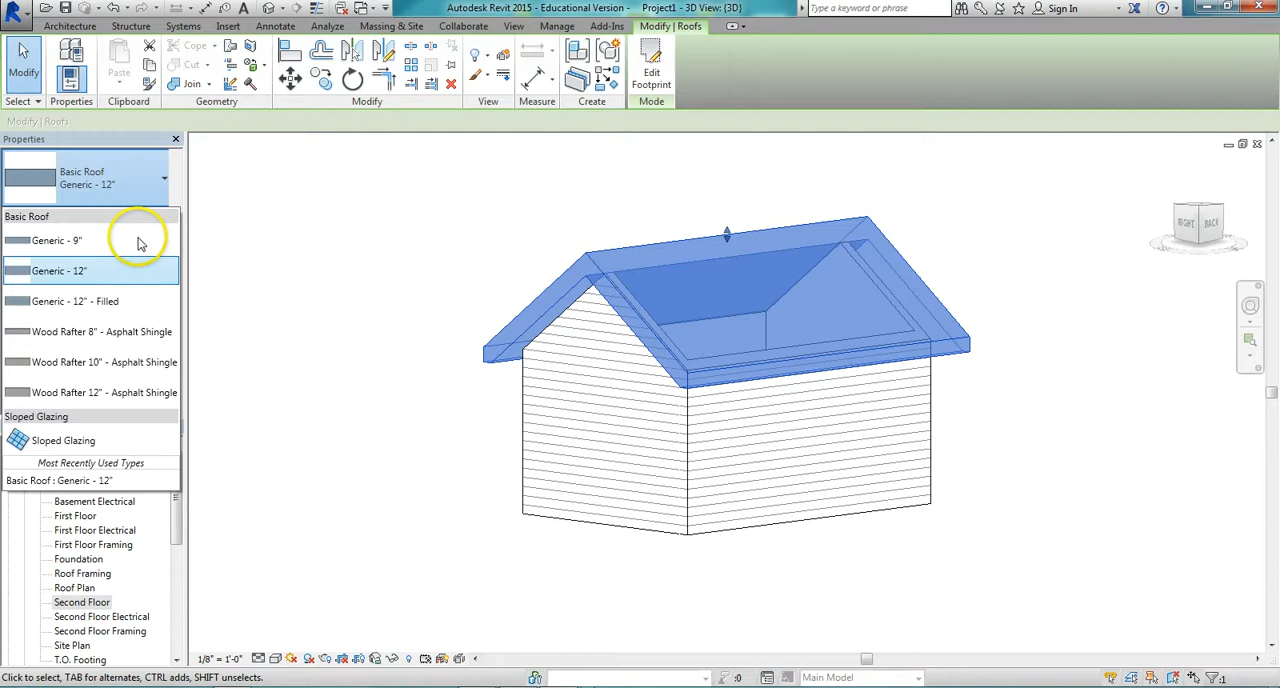 Autodesk Revit 2015 - Educational Version - Project1 - 3D View: {3D}
Type a keyword or phrase
Sign In
Architecture Structure Systems Insert Annotate Analyze Massing & Site Collaborate View Manage Add-Ins Modify | Roofs
Modify
Paste
Cope
Cut
Join
Edit
Footprint
Select Properties Clipboard Geometry Modify View Measure Create Mode
Modify | Roofs
Properties
Basic Roof
Generic - 12"
Basic Roof
Generic - 9"
Generic - 12"
Generic - 12" - Filled
Wood Rafter 8" - Asphalt Shingle
Wood Rafter 10" - Asphalt Shingle
Wood Rafter 12" - Asphalt Shingle
Sloped Glazing
Sloped Glazing
Most Recently Used Types
Basic Roof : Generic - 12"
Basement Electrical
First Floor
First Floor Electrical
First Floor Framing
Foundation
Roof Framing
Roof Plan
Second Floor
Second Floor Electrical
Second Floor Framing
Site Plan
T.O. Footing
RIGHT BACK
1/8" = 1'-0"
Click to select, TAB for alternates, CTRL adds, SHIFT unselects.
:0
Main Model
:1